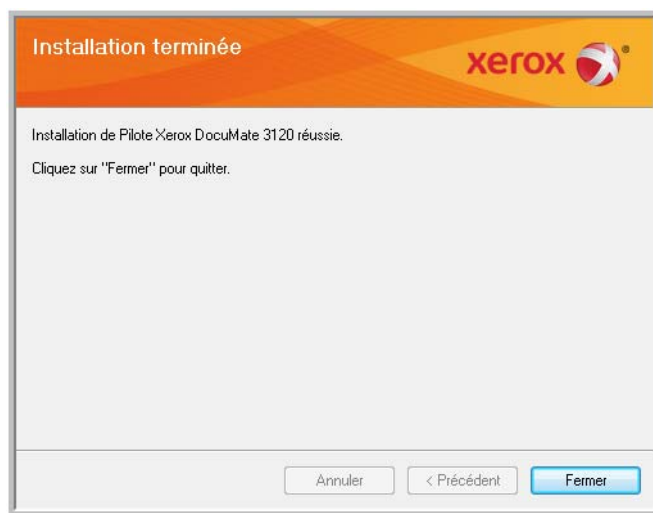 Installation terminée
xerox
Installation de Pilote Xerox DocuMate 3120 réussie.
Cliquez sur "Fermer" pour quitter.
Annuler
< Précédent
Fermer